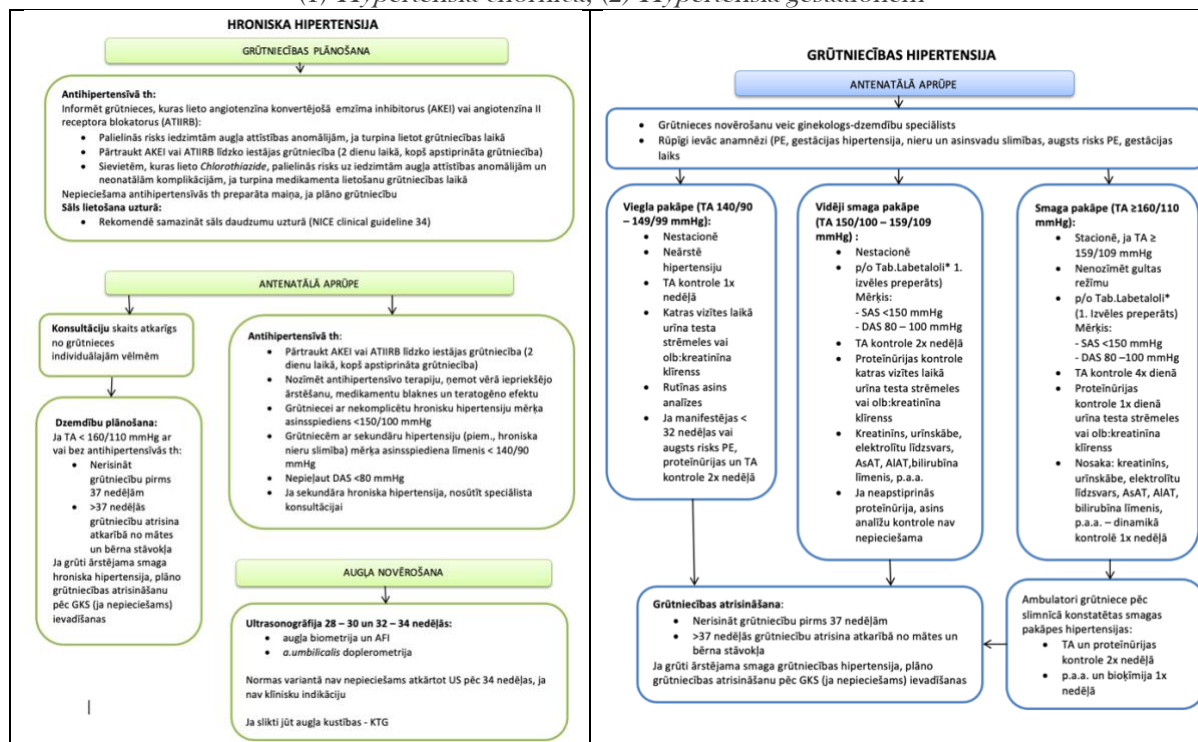 (1) Hypertensia chornica; (2) Hypertensia gestationem
HRONISKA HIPERTENSIJA
GRŪTNIECĪBAS PLĀNOŠANA
Antihipertensīvā th:
Informēt grūtnieces, kuras lieto angiotenzīna konvertējošā emzīma inhibitorus (AKEI) vai angiotenzīna II
receptora blokatorus (ATIIRB):
• Palielinās risks iedzimtām augļa attīstības anomālijām, ja turpina lietot grūtniecības laikā
• Pārtraukt AKEI vai ATIIRB līdzko iestājas grūtniecība (2 dienu laikā, kopš apstiprināta grūtniecība)
• Sievietēm, kuras lieto Chlorothiazide, palielinās risks uz iedzimtām augļa attīstības anomālijām un
neonatālām komplikācijām, ja turpina medikamenta lietošanu grūtniecības laikā
Nepieciešama antihipertensīvās th preparāta maiņa, ja plāno grūtniecību
Sāls lietošana uzturā:
• Rekomendē samazināt sāls daudzumu uzturā (NICE clinical guideline 34)
ANTENATĀLĀ APRŪPE
Konsultāciju skaits atkarīgs
no grūtnieces
individuālajām vēlmēm
Dzemdību plānošana:
Ja TA < 160/110 mmHg ar
vai bez antihipertensīvās th:
• Nerisināt
grūtniecību pirms
37 nedēļām
• >37 nedēļās
grūtniecību atrisina
atkarībā no mātes
un bērna stāvokļa
Ja grūti ārstējama smaga
hroniska hipertensija, plāno
grūtniecības atrisināšanu
pēc GKS (ja nepieciešams)
ievadīšanas
Antihipertensīvā th:
• Pārtraukt AKEI vai ATIIRB līdzko iestājas grūtniecība (2
dienu laikā, kopš apstiprināta grūtniecība)
• Nozīmēt antihipertensīvo terapiju, ņemot vērā iepriekšējo
ārstēšanu, medikamentu blaknes un teratogēno efektu
• Grūtniecei ar nekomplicētu hronisku hipertensiju mērķa
asinsspiediens <150/100 mmHg
• Grūtniecēm ar sekundāru hipertensiju (piem., hroniska
nieru slimība) mērķa asinsspiediena līmenis < 140/90
mmHg
• Nepieļaut DAS <80 mmHg
• Ja sekundāra hroniska hipertensija, nosūtīt speciālista
konsultācijai
AUGĻA NOVĒROŠANA
Ultrasonogrāfija 28 – 30 un 32 – 34 nedēļās:
• augļa biometrija un AFI
• a.umbilicalis doplerometrija
Normas variantā nav nepieciešams atkārtot US pēc 34 nedēļas, ja
nav klīnisku indikāciju
Ja slikti jūt augļa kustības - KTG
GRŪTNIECĪBAS HIPERTENSIJA
ANTENATĀLĀ APRŪPE
• Grūtnieces novērošanu veic ginekologs-dzemdību speciālists
• Rūpīgi ievāc anamnēzi (PE, gestācijas hipertensija, nieru un asinsvadu slimības, augsts risks PE, gestācijas
laiks
Viegla pakāpe (TA 140/90
– 149/99 mmHg):
• Nestacionē
• Neārstē
hipertensiju
• TA kontrole 1x
nedēļā
• Katras vizītes laikā
urīna testa
strēmeles vai
olb:kreatinīna
klīrenss
• Rutīnas asins
analīzes
• Ja manifestējas <
32 nedēļas vai
augsts risks PE,
proteīnūrijas un TA
kontrole 2x nedēļā
Vidēji smaga pakāpe
(TA 150/100 – 159/109
mmHg) :
• Nestacionē
• p/o Tab.Labetaloli* 1.
izvēles preperāts)
Mērķis:
- SAS <150 mmHg
- DAS 80 – 100 mmHg
• TA kontrole 2x nedēļā
• Proteīnūrijas kontrole
katras vizītes laikā
urīna testa strēmeles
vai olb:kreatinīna
klīrenss
• Kreatinīns, urīnskābe,
elektrolītu līdzsvars,
AsAT, AlAT,bilirubīna
līmenis, p.a.a.
• Ja neapstiprinās
proteīnūrija, asins
analīžu kontrole nav
nepieciešama
Smaga pakāpe (TA ≥160/110
mmHg):
• Stacionē, ja TA ≥
159/109 mmHg
• Nenozīmēt gultas
režīmu
• p/o Tab.Labetaloli*
(1. Izvēles preperāts)
Mērķis:
- SAS <150 mmHg
- DAS 80 –100 mmHg
• TA kontrole 4x dienā
• Proteīnūrijas
kontrole 1x dienā
urīna testa strēmeles
vai olb:kreatinīna
klīrenss
• Nosaka: kreatinīns,
urīnskābe, elektrolītu
līdzsvars, AsAT, AlAT,
bilirubīna līmenis,
p.a.a. – dinamikā
kontrolē 1x nedēļā
Grūtniecības atrisināšana:
• Nerisināt grūtniecību pirms 37 nedēļām
• >37 nedēļās grūtniecību atrisina atkarībā no mātes un
bērna stāvokļa
Ja grūti ārstējama smaga grūtniecības hipertensija, plāno
grūtniecības atrisināšanu pēc GKS (ja nepieciešams) ievadīšanas
Ambulatori grūtniece pēc
slimnīcā konstatētas smagas
pakāpes hipertensijas:
• TA un proteīnūrijas
kontrole 2x nedēļā
• p.a.a. un bioķīmija 1x
nedēļā